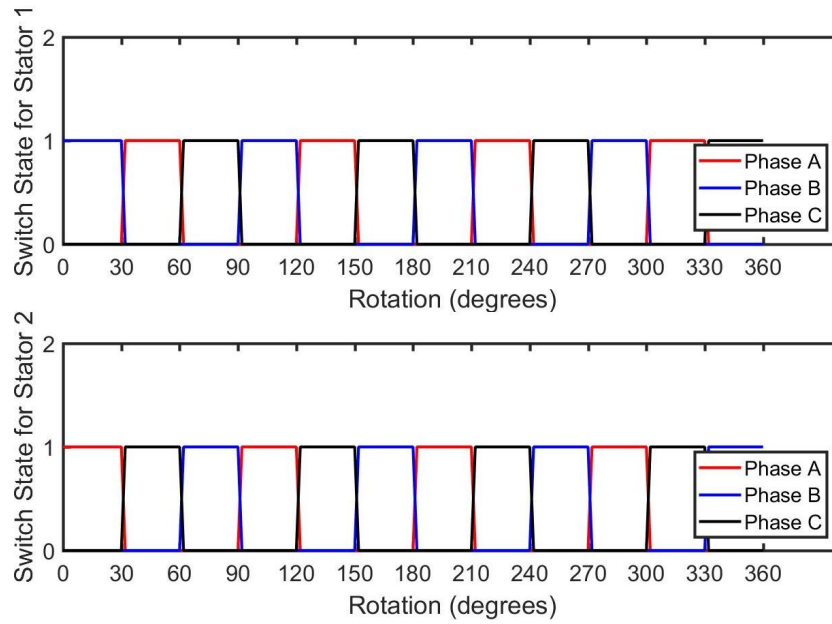 Switch State for Stator 1
2
1
0
0 30 60 90 120 150 180 210 240 270 300 330 360
Rotation (degrees)
Phase A
Phase B
Phase C
Switch State for Stator 2
2
1
0
0 30 60 90 120 150 180 210 240 270 300 330 360
Rotation (degrees)
Phase A
Phase B
Phase C